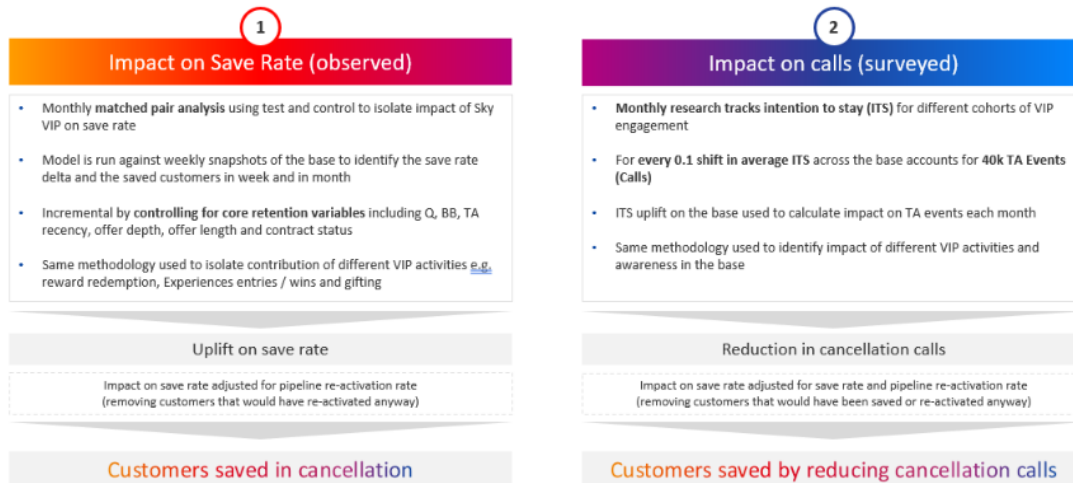 1
Impact on Save Rate (observed)
• Monthly matched pair analysis using test and control to isolate impact of Sky
VIP on save rate
• Model is run against weekly snapshots of the base to identify the save rate
delta and the saved customers in week and in month
• Incremental by controlling for core retention variables including Q, BB, TA
recency, offer depth, offer length and contract status
• Same methodology used to isolate contribution of different VIP activities e.g.
reward redemption, Experiences entries / wins and gifting
Uplift on save rate
Impact on save rate adjusted for pipeline re-activation rate
(removing customers that would have re-activated anyway)
Customers saved in cancellation
2
Impact on calls (surveyed)
• Monthly research tracks intention to stay (ITS) for different cohorts of VIP
engagement
• For every 0.1 shift in average ITS across the base accounts for 40k TA Events
(Calls)
• ITS uplift on the base used to calculate impact on TA events each month
• Same methodology used to identify impact of different VIP activities and
awareness in the base
Reduction in cancellation calls
Impact on save rate adjusted for save rate and pipeline re-activation rate
(removing customers that would have been saved or re-activated anyway)
Customers saved by reducing cancellation calls